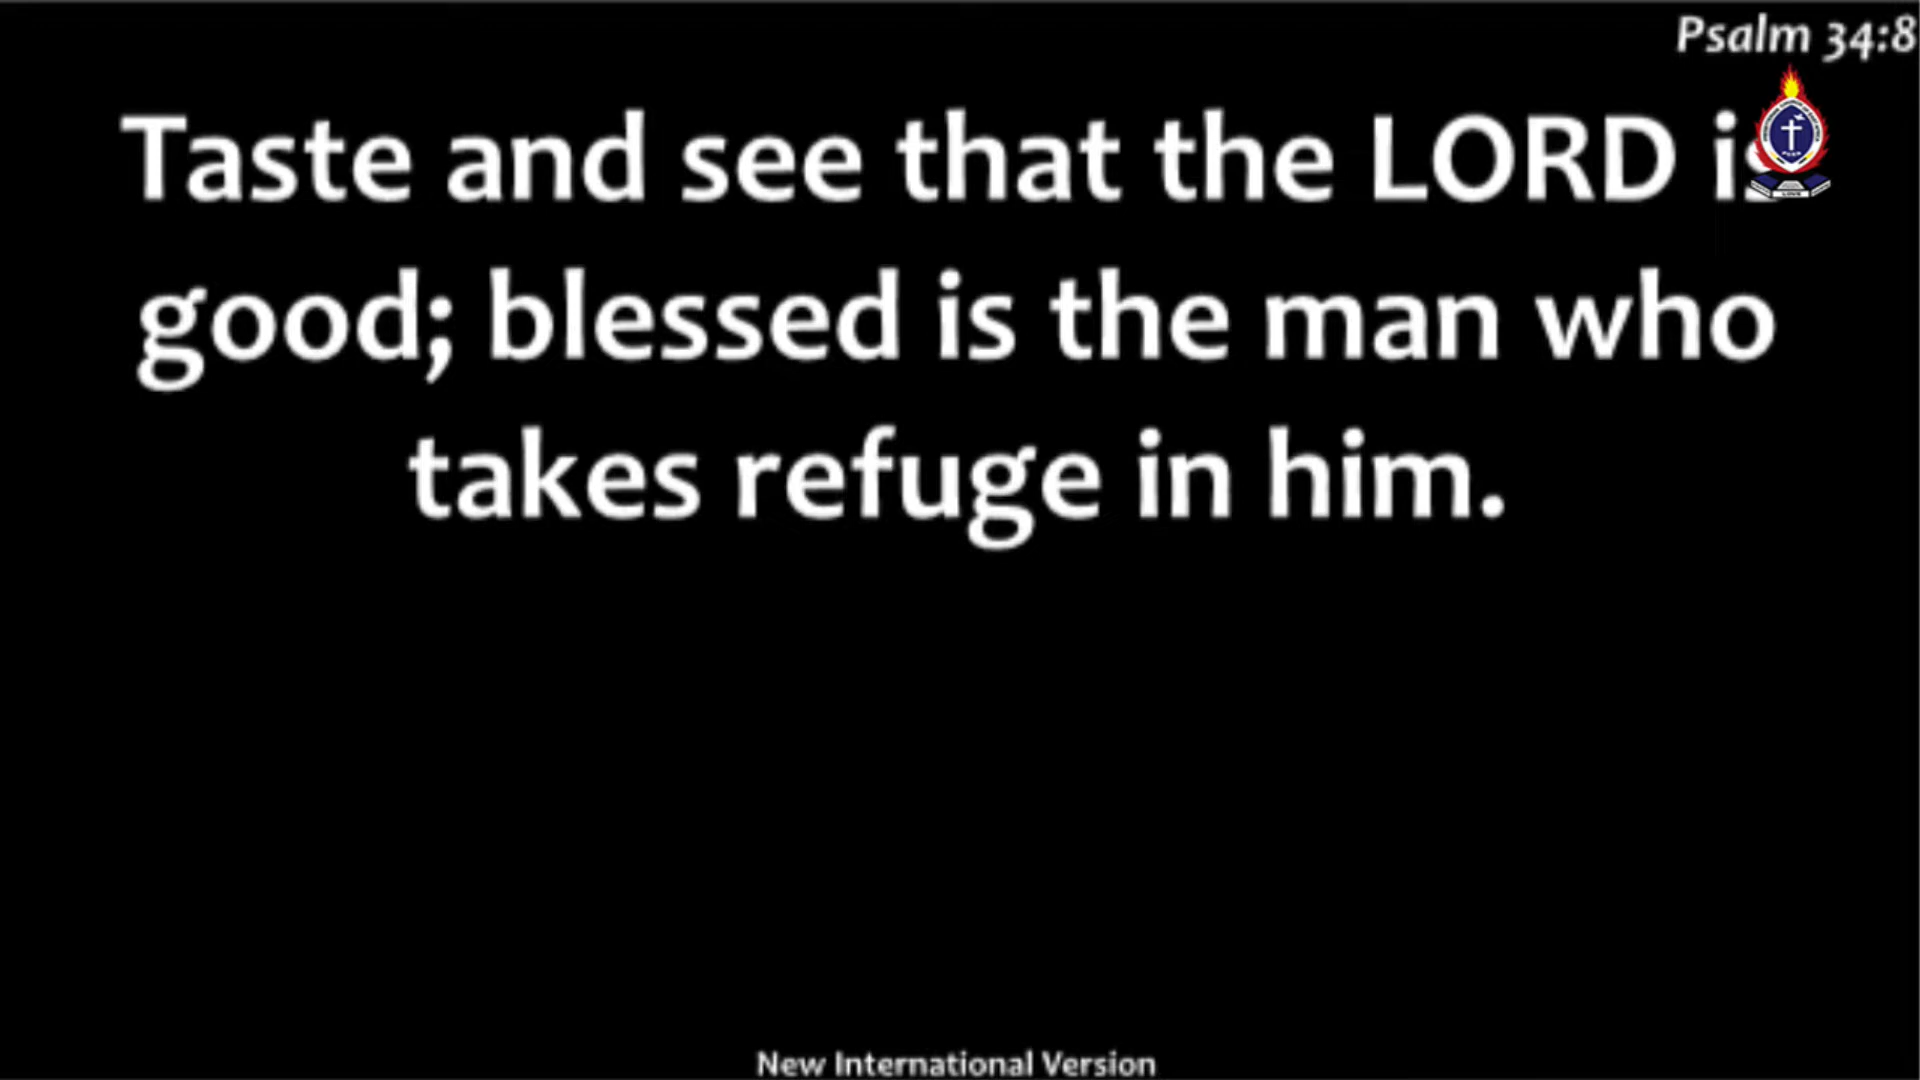 Psalm 34:8
Taste and see that the LORD is
good; blessed is the man who
takes refuge in him.
New International Version